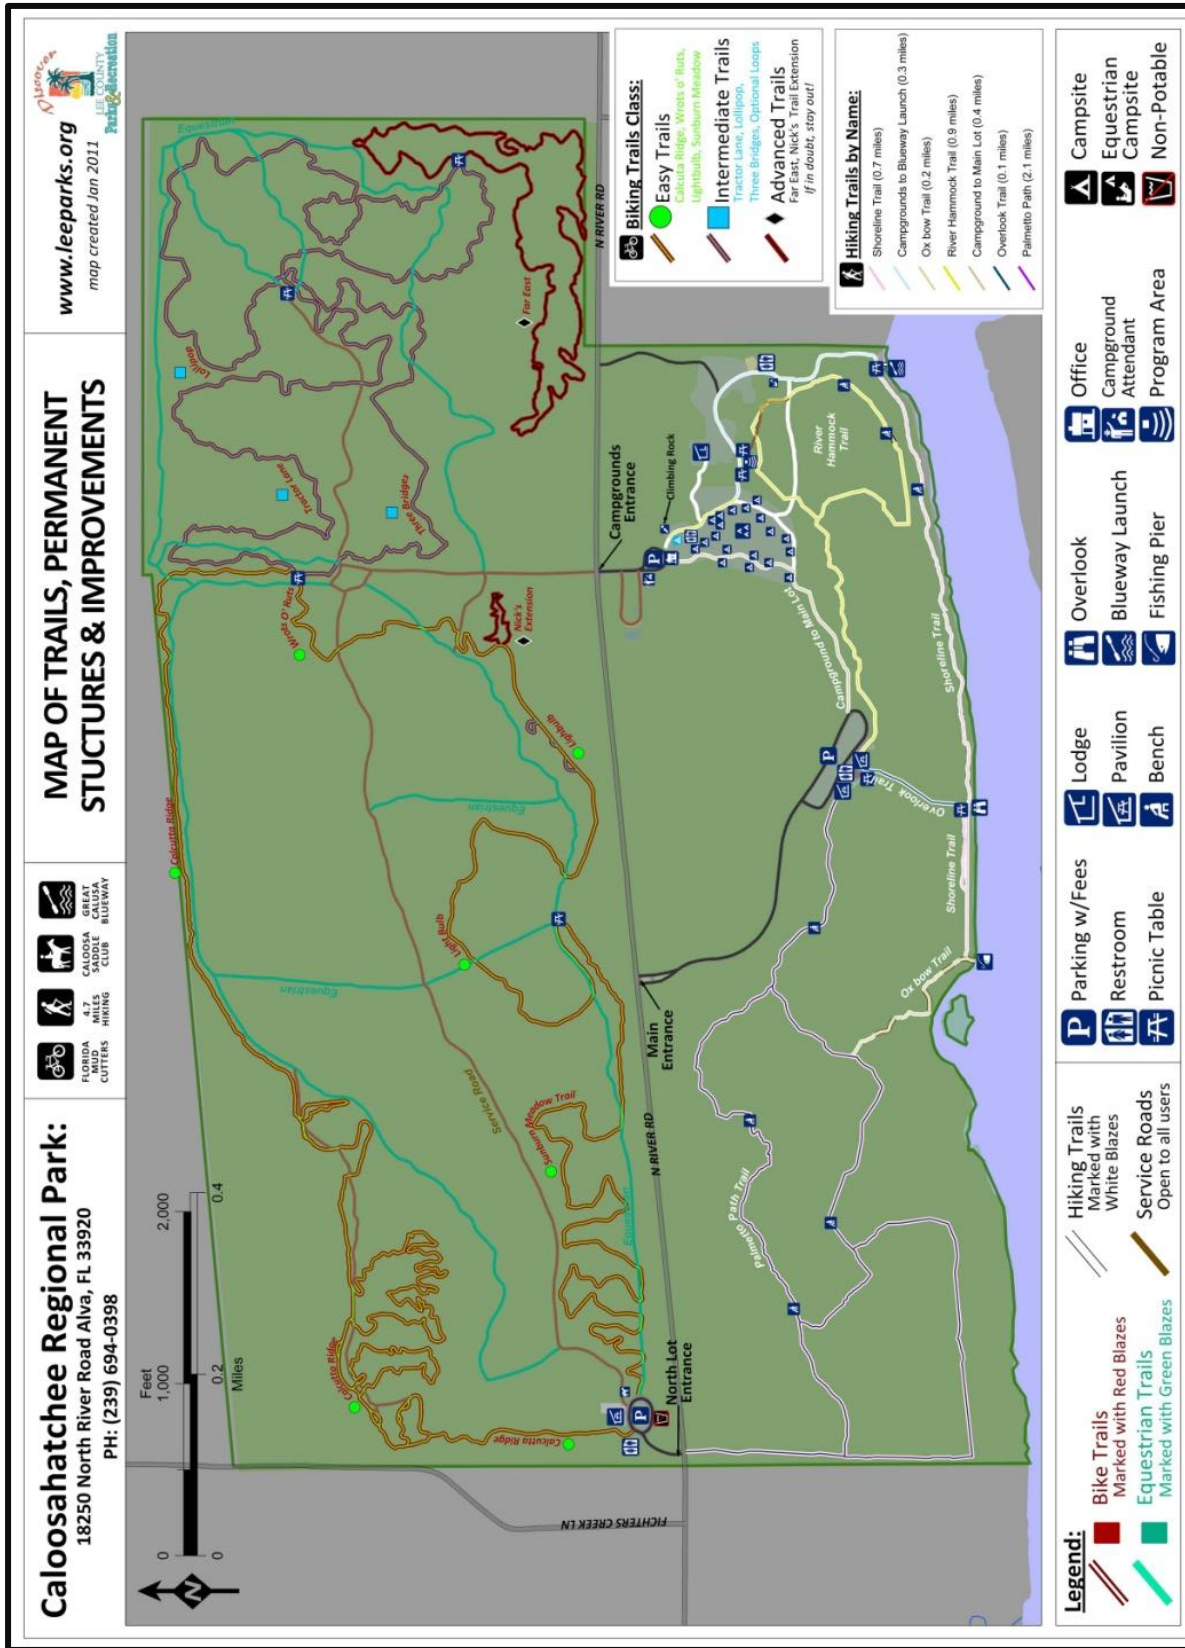 Caloosahatchee Regional Park:
18250 North River Road Alva, FL 33920
PH: (239) 694-0398
FLORIDA
MUD
CUTTERS
4.7
MILES
HIKING
CALOOSA
SADDLE
CLUB
GREAT
CALUSA
BLUEWAY
MAP OF TRAILS, PERMANENT
STUCTURES & IMPROVEMENTS
www.leeparks.org
map created Jan 2011
Discover
LEE COUNTY
Parks & Recreation
N
Feet
0
1,000
2,000
0
0.2
0.4
Miles
Calcutta Ridge
Calcutta Ridge
Calcutta Ridge
Equestrian
Equestrian
Equestrian
Equestrian
Service Road
Sunburn Meadow Trail
Light Bulb
Lighbulb
Wrots O' Ruts
Nick's
Extension
Tractor Lane
Three Bridges
Lollipop
Far East
FICHTERS CREEK LN
North Lot
Entrance
P
N RIVER RD
N RIVER RD
Main
Entrance
Campgrounds
Entrance
Climbing Rock
P
P
Campground to Main Lot
River
Hammock
Trail
Palmetto Path Trail
Ox bow Trail
Overlook Trail
Shoreline Trail
Shoreline Trail
Biking Trails Class:
Easy Trails
Calcuta Ridge, Wrots o' Ruts,
Lightbulb, Sunburn Meadow
Intermediate Trails
Tractor Lane, Lollipop,
Three Bridges, Optional Loops
Advanced Trails
Far East, Nick's Trail Extension
If in doubt, stay out!
Hiking Trails by Name:
Shoreline Trail (0.7 miles)
Campgrounds to Blueway Launch (0.3 miles)
Ox bow Trail (0.2 miles)
River Hammock Trail (0.9 miles)
Campground to Main Lot (0.4 miles)
Overlook Trail (0.1 miles)
Palmetto Path (2.1 miles)
Legend:
Bike Trails
Marked with Red Blazes
Equestrian Trails
Marked with Green Blazes
Hiking Trails
Marked with
White Blazes
Service Roads
Open to all users
P
Parking w/Fees
Restroom
Picnic Table
Lodge
Pavilion
Bench
Overlook
Blueway Launch
Fishing Pier
Office
Campground
Attendant
Program Area
Campsite
Equestrian
Campsite
Non-Potable